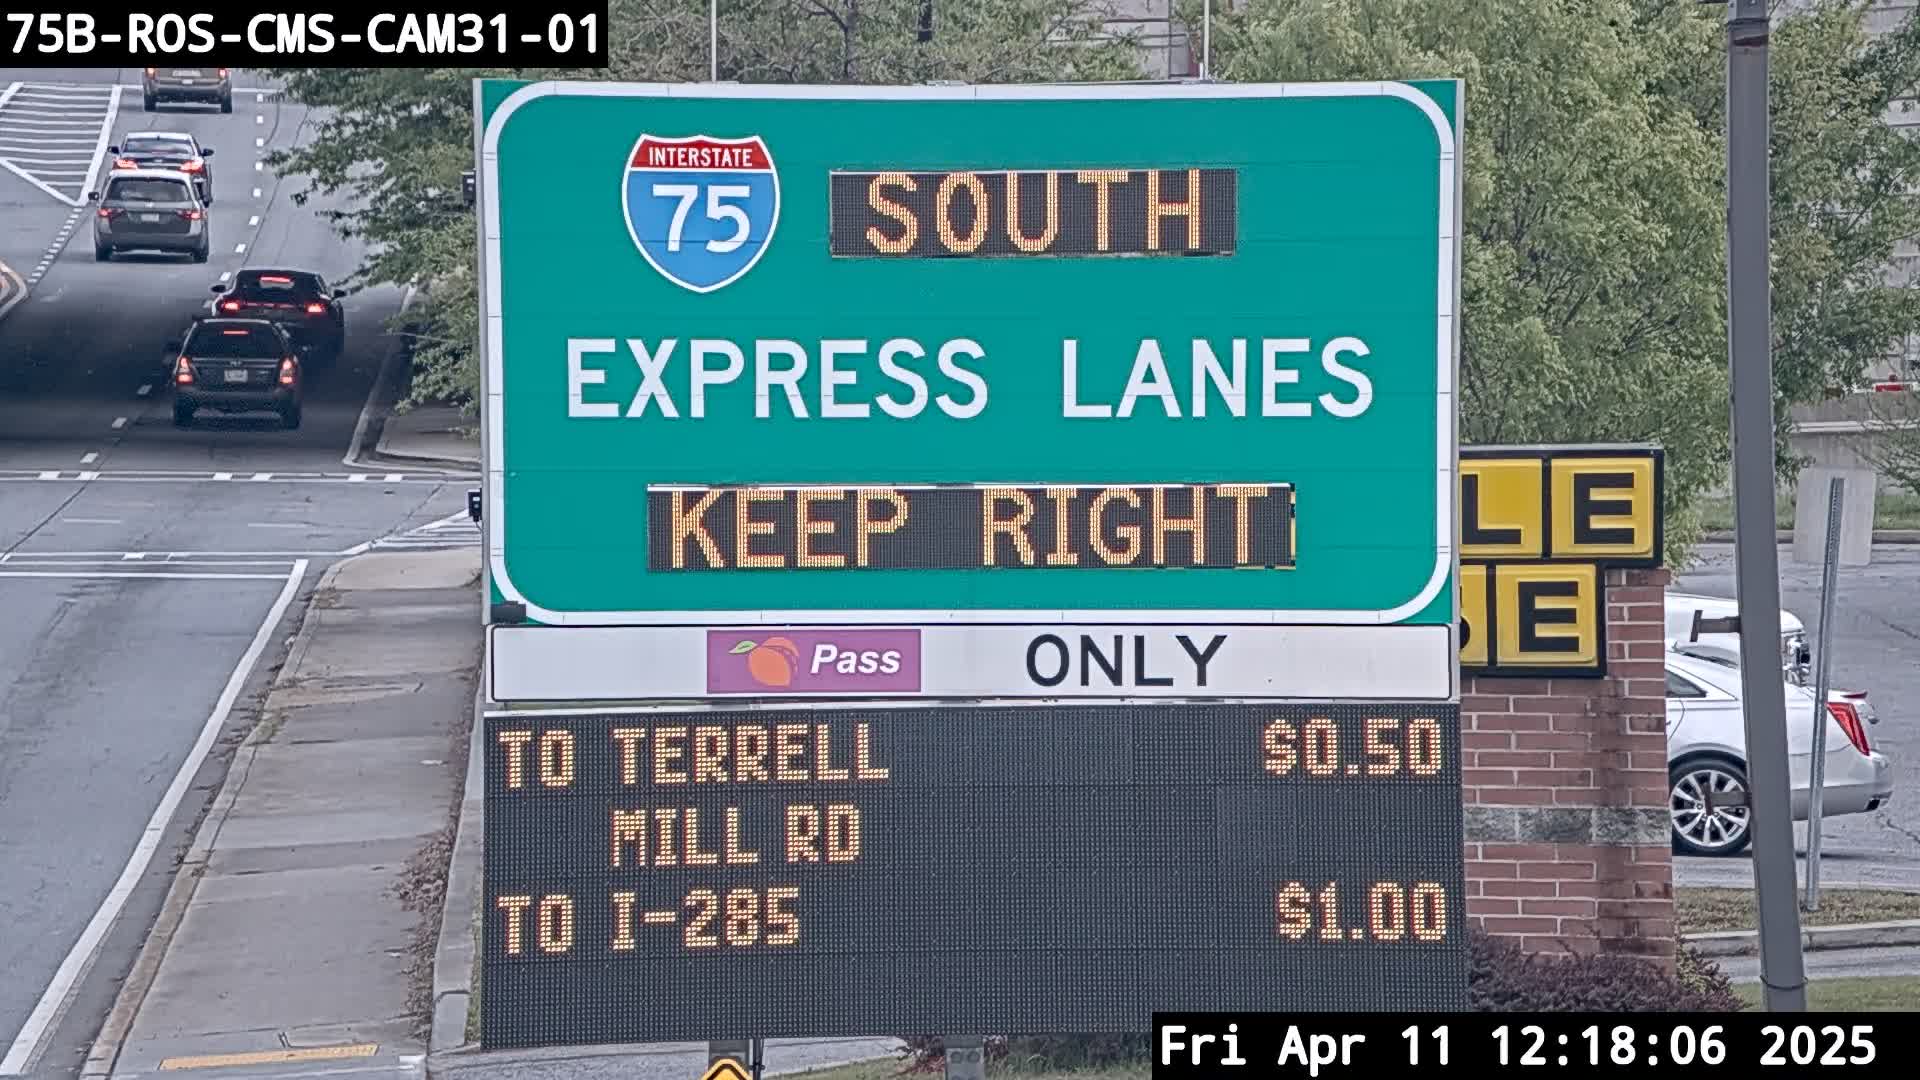 75B-ROS-CMS-CAM31-01
INTERSTATE
75
SOUTH
EXPRESS LANES
KEEP RIGHT
Pass ONLY
TO TERRELL $0.50
MILL RD
TO I-285 $1.00
LE
E
Fri Apr 11 12:18:06 2025